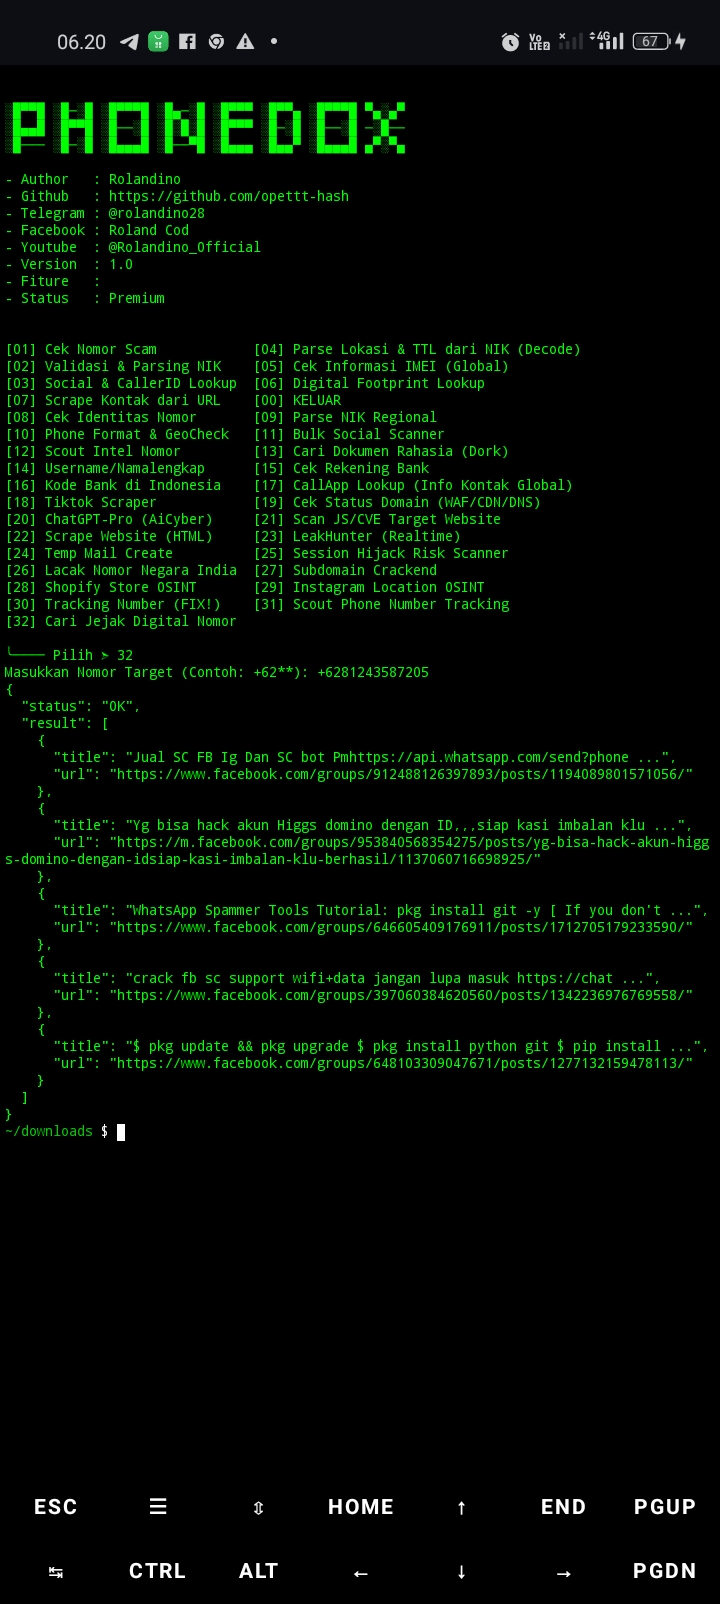 06.20
Vo LTE2
4G
67
PHONEDOX
- Author   : Rolandino
- Github   : https://github.com/opettt-hash
- Telegram : @rolandino28
- Facebook : Roland Cod
- Youtube  : @Rolandino_Official
- Version  : 1.0
- Fiture   :
- Status   : Premium
[01] Cek Nomor Scam            [04] Parse Lokasi & TTL dari NIK (Decode)
[02] Validasi & Parsing NIK    [05] Cek Informasi IMEI (Global)
[03] Social & CallerID Lookup  [06] Digital Footprint Lookup
[07] Scrape Kontak dari URL    [00] KELUAR
[08] Cek Identitas Nomor       [09] Parse NIK Regional
[10] Phone Format & GeoCheck   [11] Bulk Social Scanner
[12] Scout Intel Nomor         [13] Cari Dokumen Rahasia (Dork)
[14] Username/Namalengkap      [15] Cek Rekening Bank
[16] Kode Bank di Indonesia    [17] CallApp Lookup (Info Kontak Global)
[18] Tiktok Scraper            [19] Cek Status Domain (WAF/CDN/DNS)
[20] ChatGPT-Pro (AiCyber)     [21] Scan JS/CVE Target Website
[22] Scrape Website (HTML)     [23] LeakHunter (Realtime)
[24] Temp Mail Create          [25] Session Hijack Risk Scanner
[26] Lacak Nomor Negara India  [27] Subdomain Crackend
[28] Shopify Store OSINT       [29] Instagram Location OSINT
[30] Tracking Number (FIX!)    [31] Scout Phone Number Tracking
[32] Cari Jejak Digital Nomor
╰──── Pilih ➣ 32
Masukkan Nomor Target (Contoh: +62**): +6281243587205
{
  "status": "OK",
  "result": [
    {
      "title": "Jual SC FB Ig Dan SC bot Pmhttps://api.whatsapp.com/send?phone ...",
      "url": "https://www.facebook.com/groups/912488126397893/posts/1194089801571056/"
    },
    {
      "title": "Yg bisa hack akun Higgs domino dengan ID,,,siap kasi imbalan klu ...",
      "url": "https://m.facebook.com/groups/953840568354275/posts/yg-bisa-hack-akun-higg
s-domino-dengan-idsiap-kasi-imbalan-klu-berhasil/1137060716698925/"
    },
    {
      "title": "WhatsApp Spammer Tools Tutorial: pkg install git -y [ If you don't ...",
      "url": "https://www.facebook.com/groups/646605409176911/posts/1712705179233590/"
    },
    {
      "title": "crack fb sc support wifi+data jangan lupa masuk https://chat ...",
      "url": "https://www.facebook.com/groups/397060384620560/posts/1342236976769558/"
    },
    {
      "title": "$ pkg update && pkg upgrade $ pkg install python git $ pip install ...",
      "url": "https://www.facebook.com/groups/648103309047671/posts/1277132159478113/"
    }
  ]
}
~/downloads $
ESC ☰ ⇳ HOME ↑ END PGUP
↹ CTRL ALT ← ↓ → PGDN